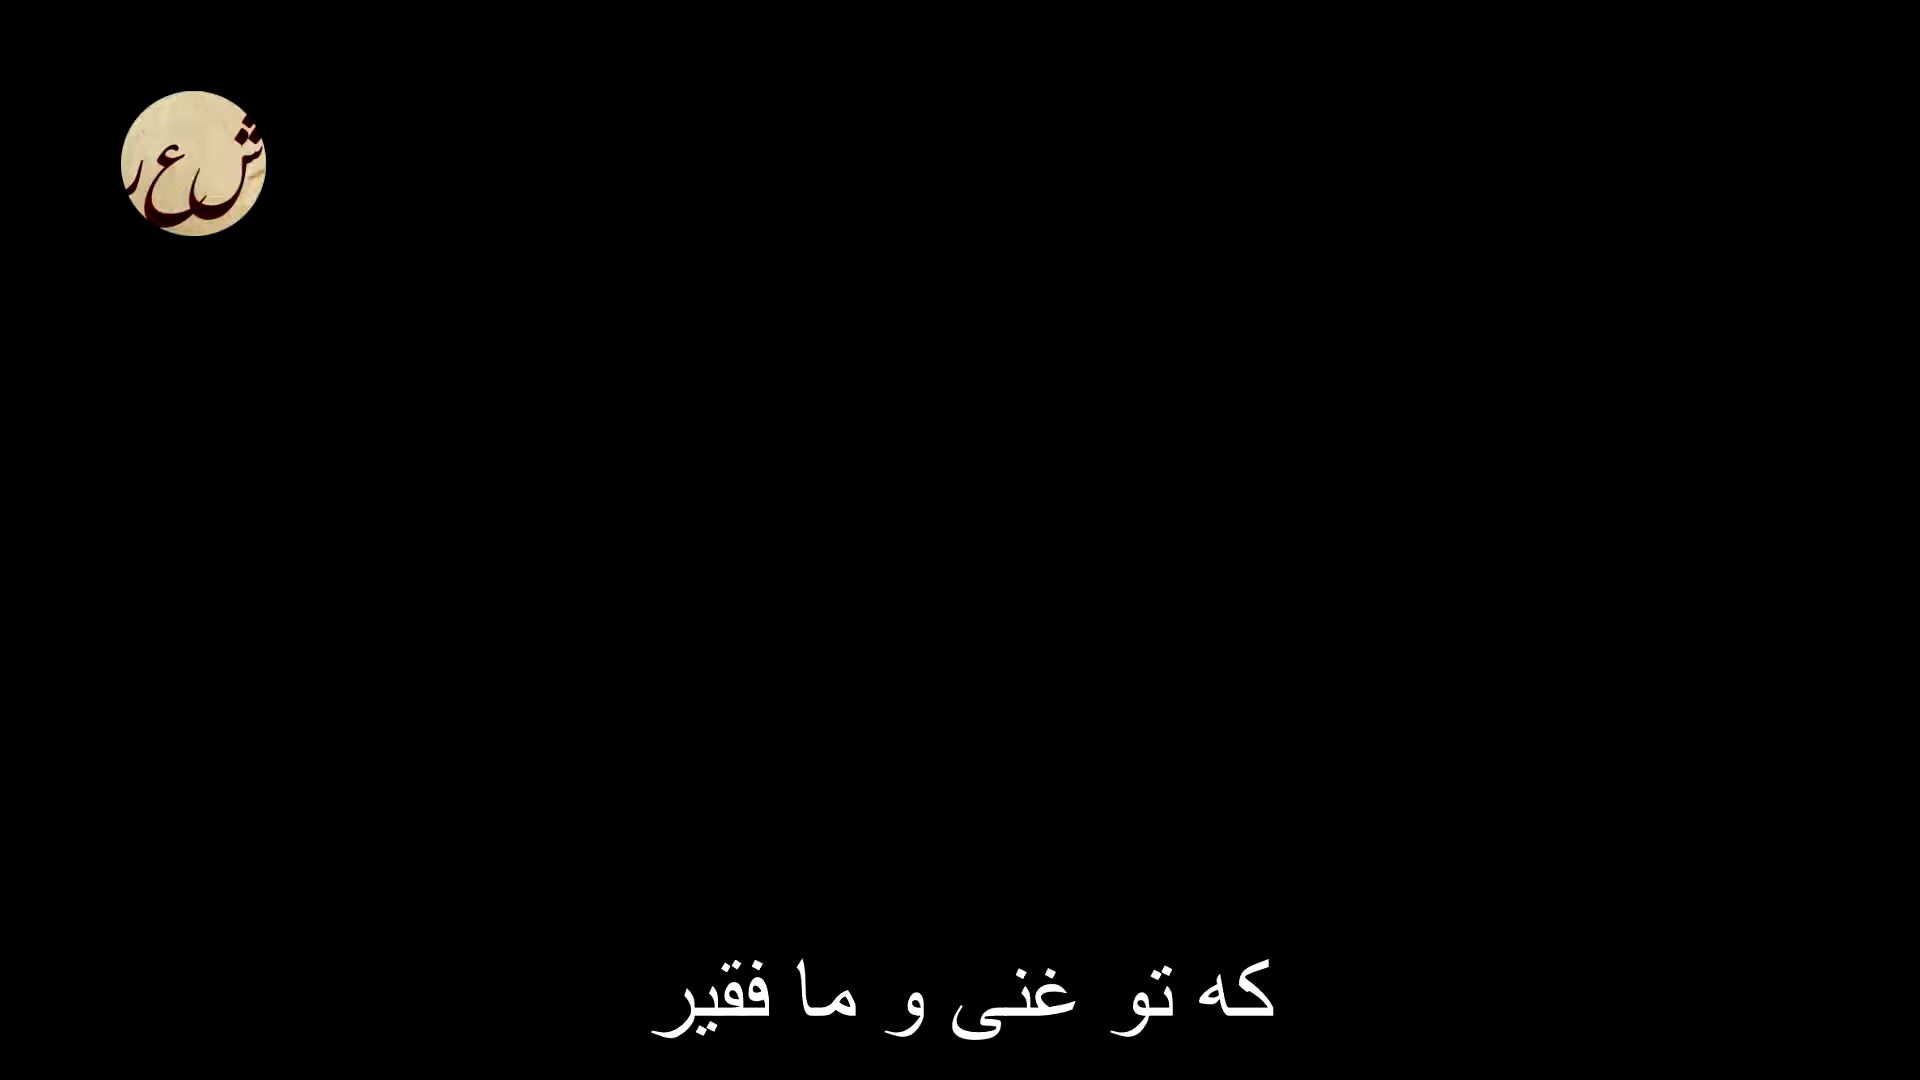 ش ع ر
که تو غنی و ما فقیر